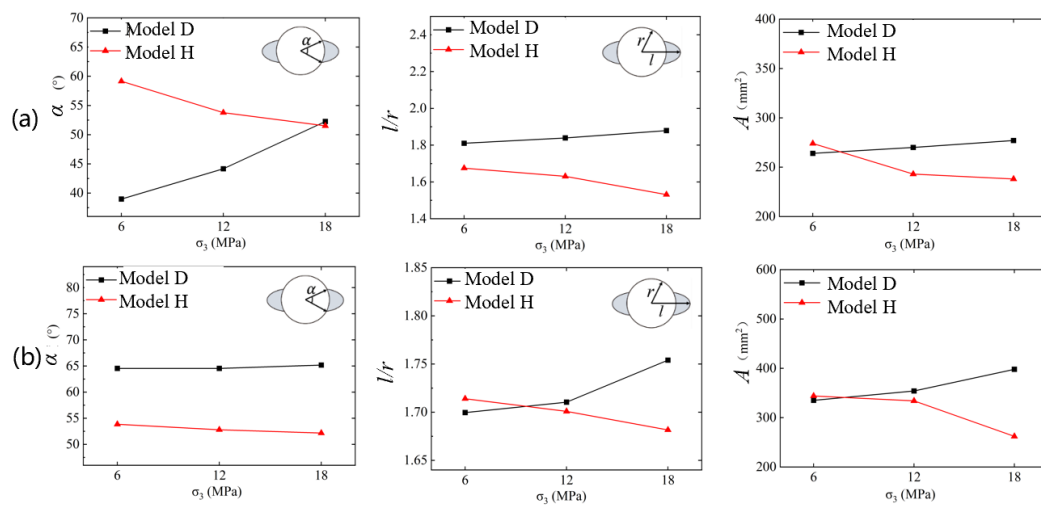 (a)
α (°)
70
65
60
55
50
45
40
Model D
Model H
α
6
12
18
σ3 (MPa)
l/r
2.4
2.2
2.0
1.8
1.6
1.4
Model D
Model H
r
l
6
12
18
σ3 (MPa)
A (mm²)
400
350
300
250
200
Model D
Model H
6
12
18
σ3 (MPa)
(b)
α (°)
80
75
70
65
60
55
50
Model D
Model H
α
6
12
18
σ3 (MPa)
l/r
1.85
1.80
1.75
1.70
1.65
Model D
Model H
r
l
6
12
18
σ3 (MPa)
A (mm²)
600
500
400
300
200
Model D
Model H
6
12
18
σ3 (MPa)